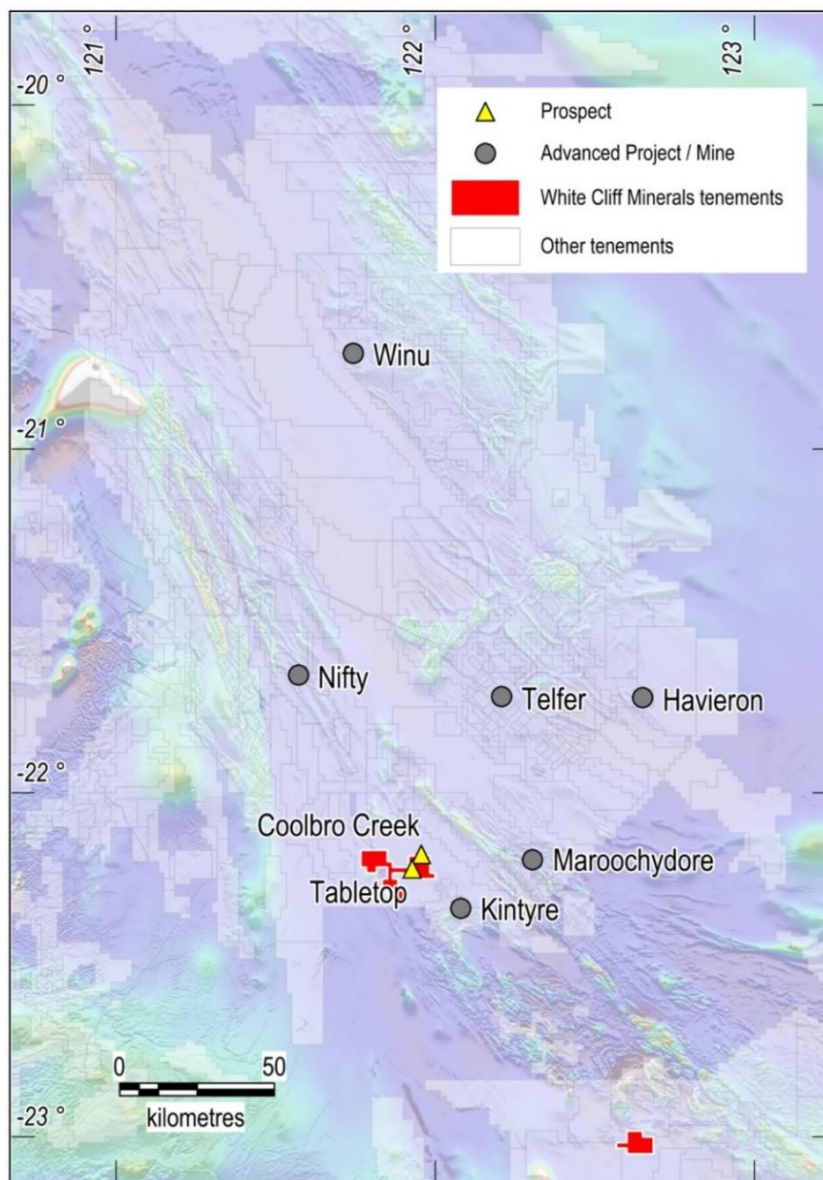 121 °
122 °
123 °
-20 °
Prospect
Advanced Project / Mine
White Cliff Minerals tenements
Other tenements
Winu
-21 °
Nifty
Telfer
Havieron
-22 °
Coolbro Creek
Maroochydore
Tabletop
Kintyre
0 50
kilometres
-23 °